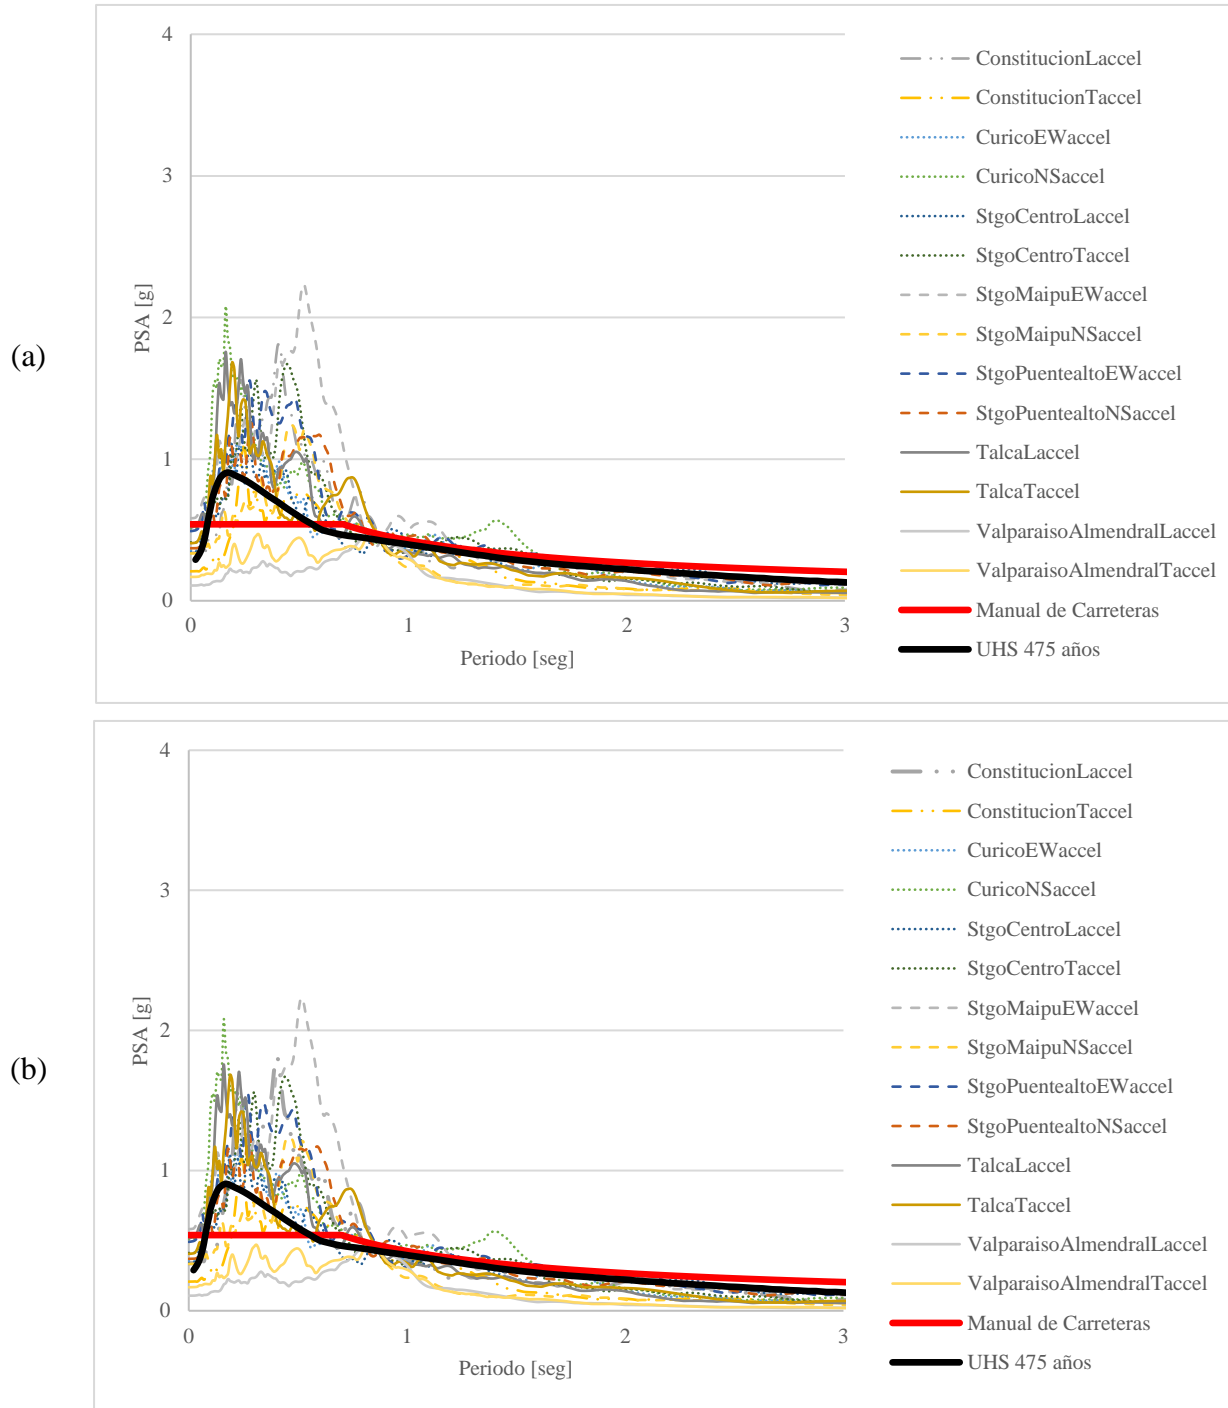 (a)
4
3
2
1
0
PSA [g]
0
1
2
3
Periodo [seg]
ConstitucionLaccel
ConstitucionTaccel
CuricoEWaccel
CuricoNSaccel
StgoCentroLaccel
StgoCentroTaccel
StgoMaipuEWaccel
StgoMaipuNSaccel
StgoPuentealtoEWaccel
StgoPuentealtoNSaccel
TalcaLaccel
TalcaTaccel
ValparaisoAlmendralLaccel
ValparaisoAlmendralTaccel
Manual de Carreteras
UHS 475 años
(b)
4
3
2
1
0
PSA [g]
0
1
2
3
Periodo [seg]
ConstitucionLaccel
ConstitucionTaccel
CuricoEWaccel
CuricoNSaccel
StgoCentroLaccel
StgoCentroTaccel
StgoMaipuEWaccel
StgoMaipuNSaccel
StgoPuentealtoEWaccel
StgoPuentealtoNSaccel
TalcaLaccel
TalcaTaccel
ValparaisoAlmendralLaccel
ValparaisoAlmendralTaccel
Manual de Carreteras
UHS 475 años